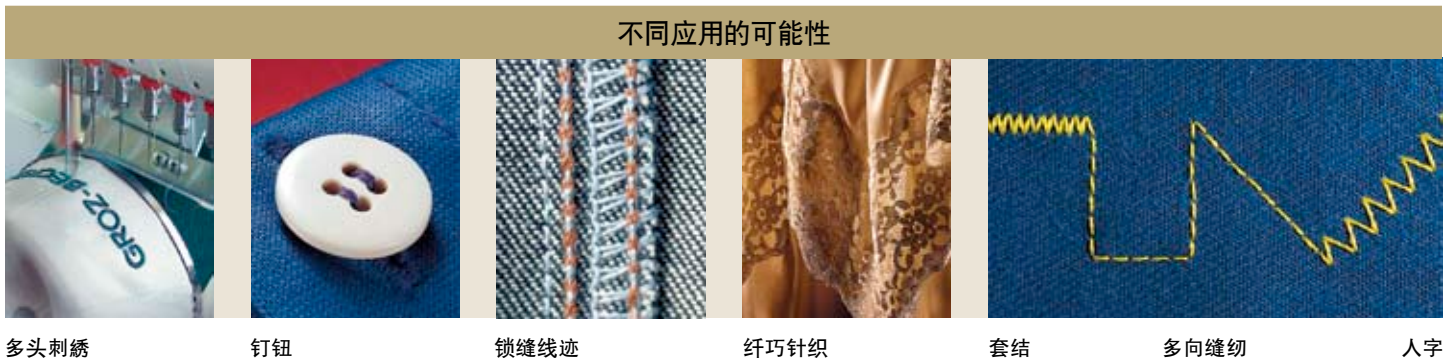 不同应用的可能性
GROZ-BEC
多头刺綉
钉钮
锁缝线迹
纤巧针织
套结
多向缝纫
人字